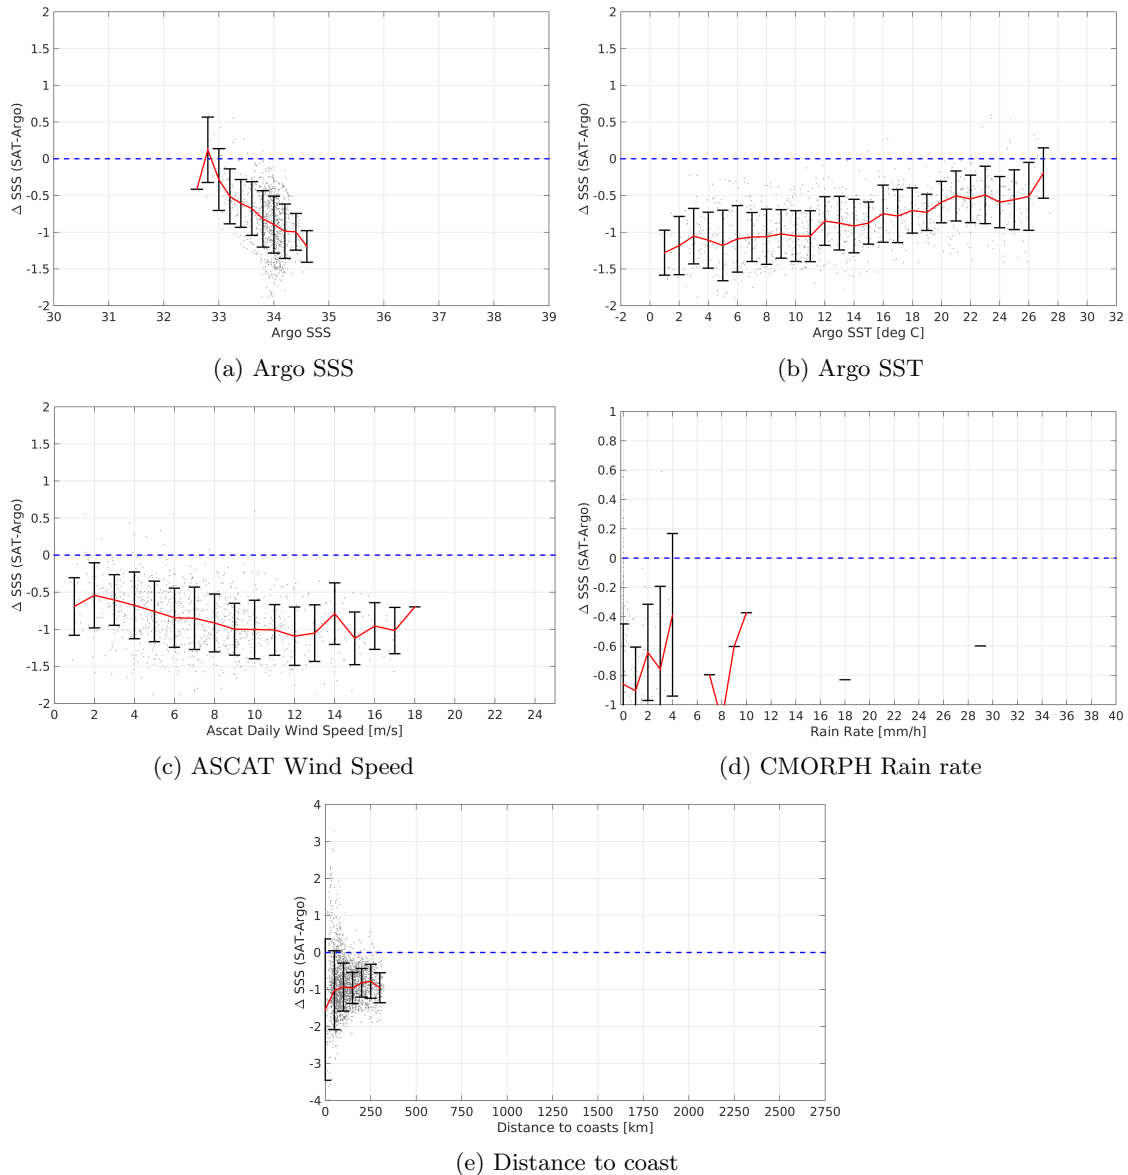 2
1.5
1
0.5
0
-0.5
-1
-1.5
-2
Δ SSS (SAT-Argo)
30 31 32 33 34 35 36 37 38 39
Argo SSS
(a) Argo SSS
2
1.5
1
0.5
0
-0.5
-1
-1.5
-2
Δ SSS (SAT-Argo)
-2 0 2 4 6 8 10 12 14 16 18 20 22 24 26 28 30 32
Argo SST [deg C]
(b) Argo SST
2
1.5
1
0.5
0
-0.5
-1
-1.5
-2
Δ SSS (SAT-Argo)
0 2 4 6 8 10 12 14 16 18 20 22 24
Ascat Daily Wind Speed [m/s]
(c) ASCAT Wind Speed
1
0.8
0.6
0.4
0.2
0
-0.2
-0.4
-0.6
-0.8
-1
Δ SSS (SAT-Argo)
0 2 4 6 8 10 12 14 16 18 20 22 24 26 28 30 32 34 36 38 40
Rain Rate [mm/h]
(d) CMORPH Rain rate
4
3
2
1
0
-1
-2
-3
-4
Δ SSS (SAT-Argo)
0 250 500 750 1000 1250 1500 1750 2000 2250 2500 2750
Distance to coasts [km]
(e) Distance to coast